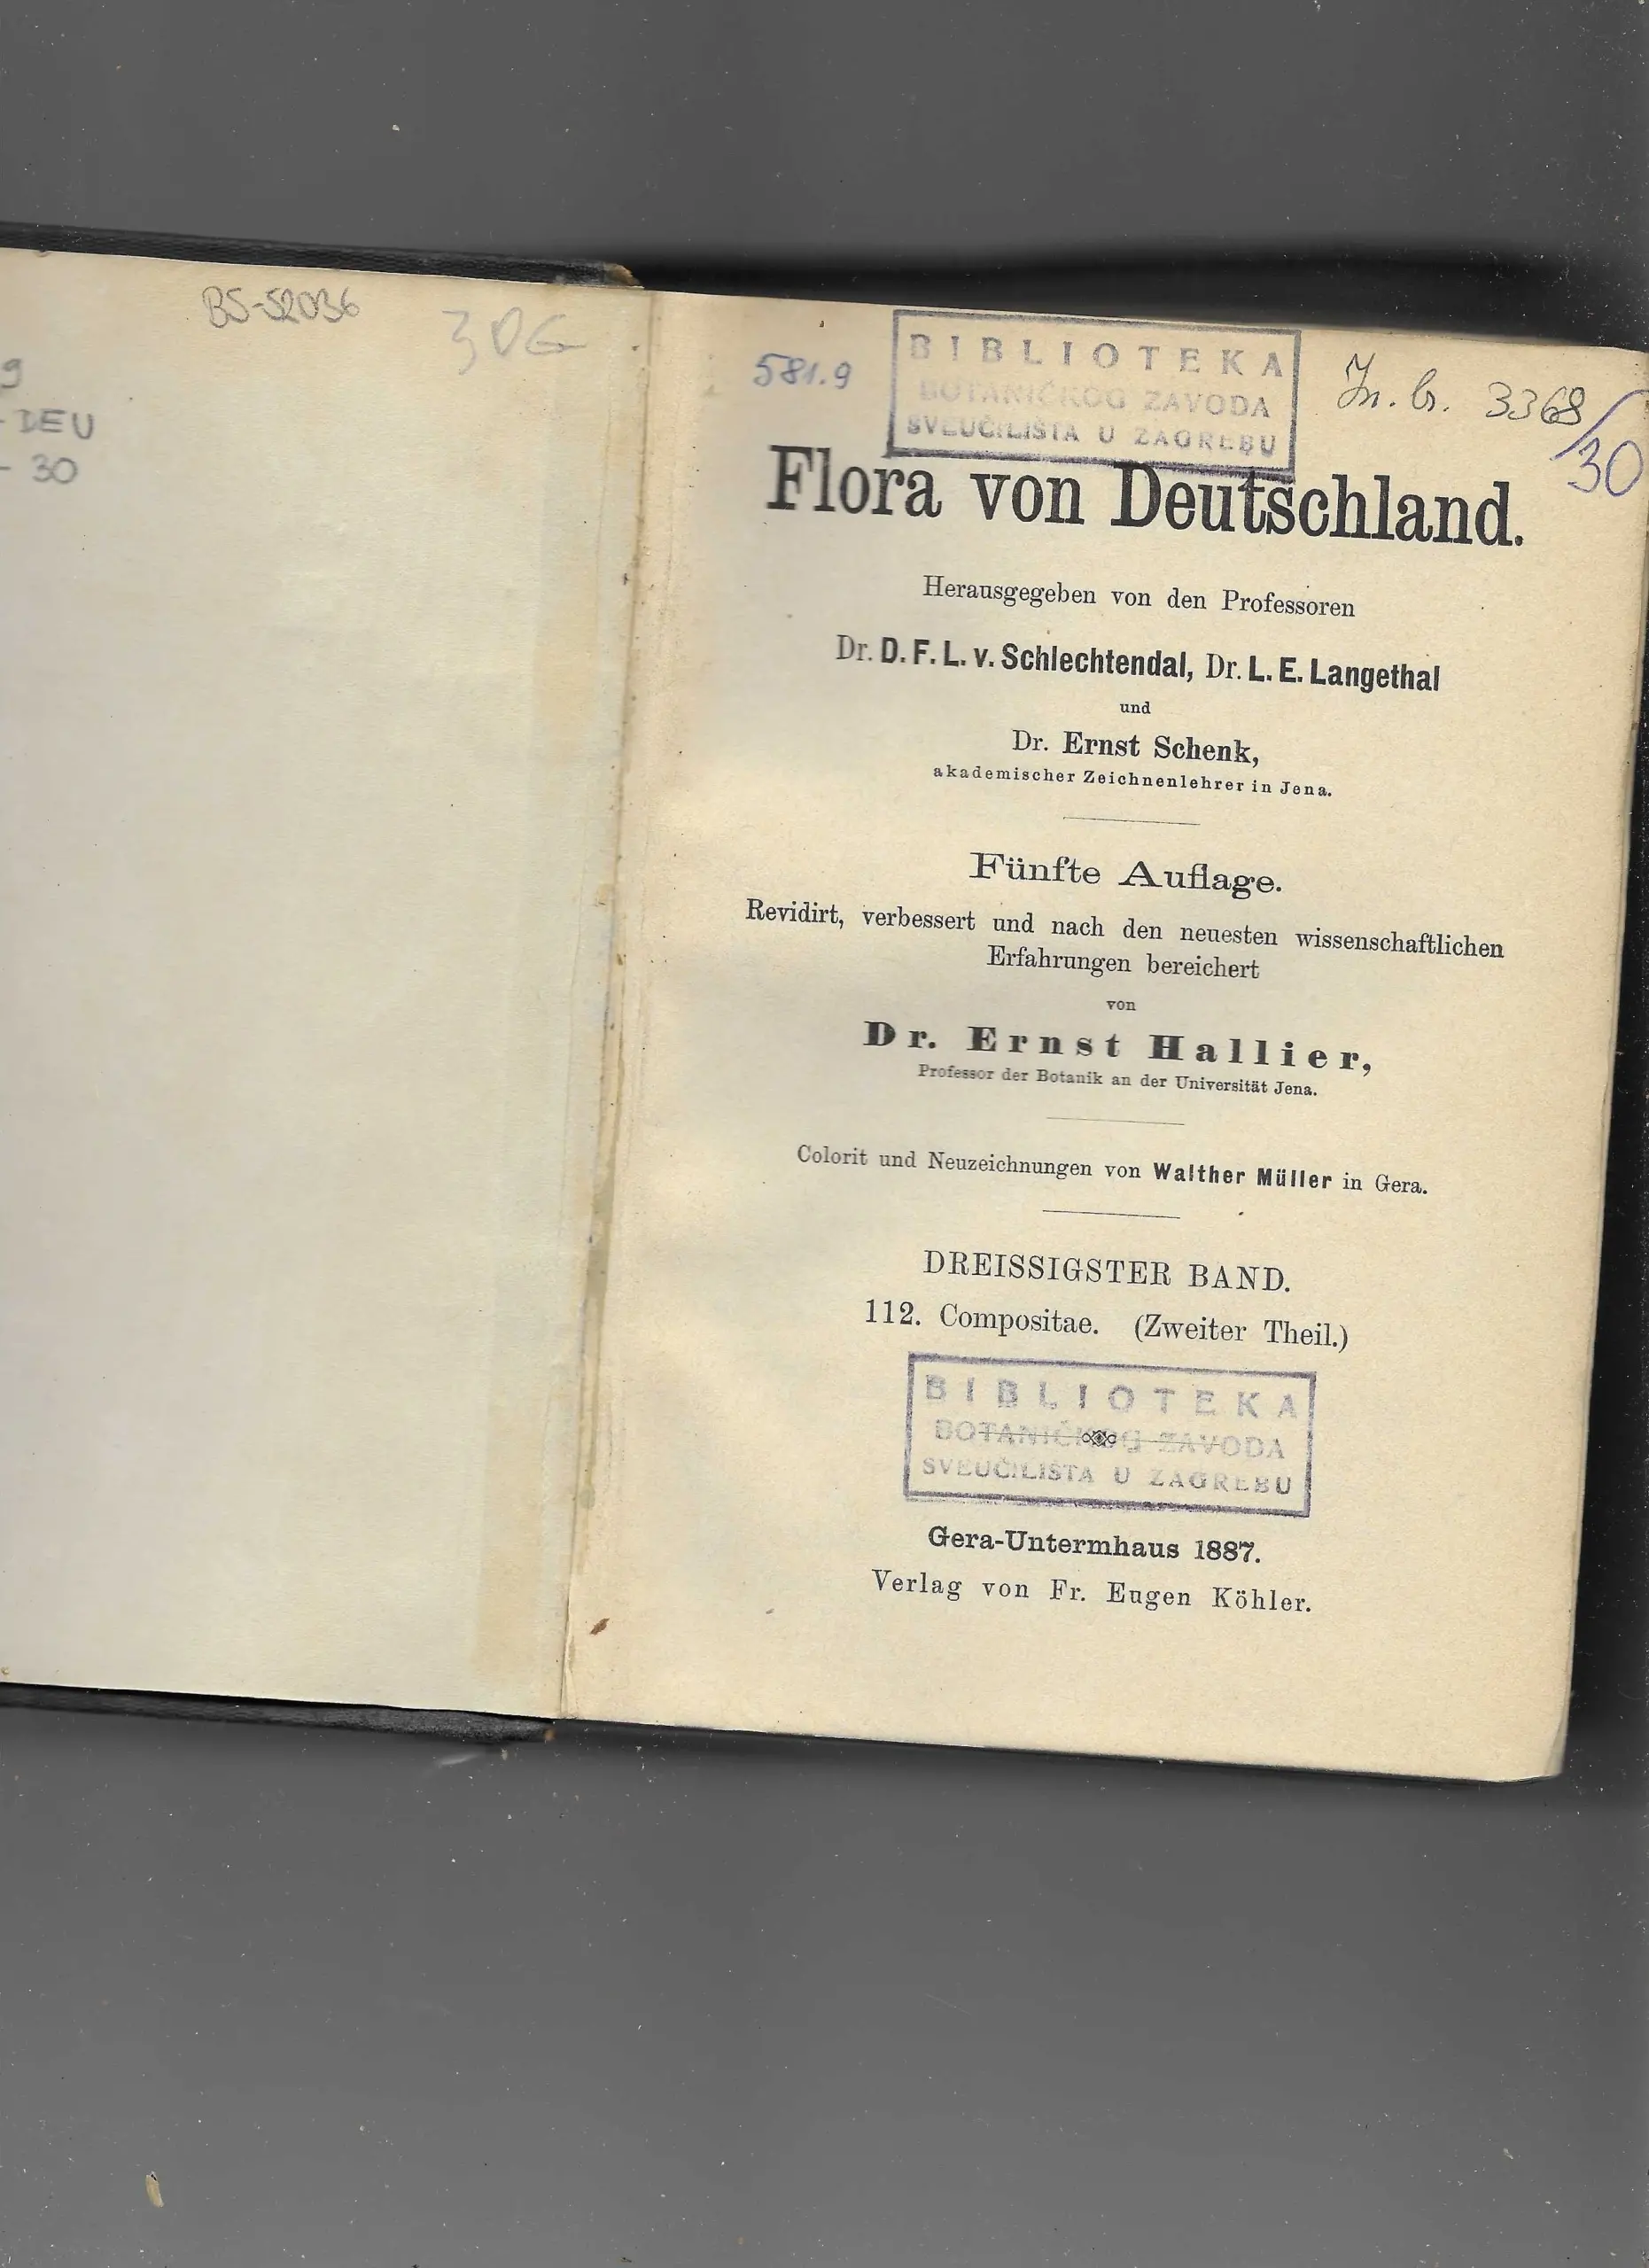 BS-52036
30G
9
-DEU
- 30
581.9
BIBLIOTEKA
BOTANIČKOG ZAVODA
SVEUČILIŠTA U ZAGREBU
In. br. 3368/30
Flora von Deutschland.
Herausgegeben von den Professoren
Dr. D. F. L. v. Schlechtendal, Dr. L. E. Langethal
und
Dr. Ernst Schenk,
akademischer Zeichnenlehrer in Jena.
Fünfte Auflage.
Revidirt, verbessert und nach den neuesten wissenschaftlichen
Erfahrungen bereichert
von
Dr. Ernst Hallier,
Professor der Botanik an der Universität Jena.
Colorit und Neuzeichnungen von Walther Müller in Gera.
DREISSIGSTER BAND.
112. Compositae. (Zweiter Theil.)
BIBLIOTEKA
BOTANIČKOG ZAVODA
SVEUČILIŠTA U ZAGREBU
Gera-Untermhaus 1887.
Verlag von Fr. Eugen Köhler.